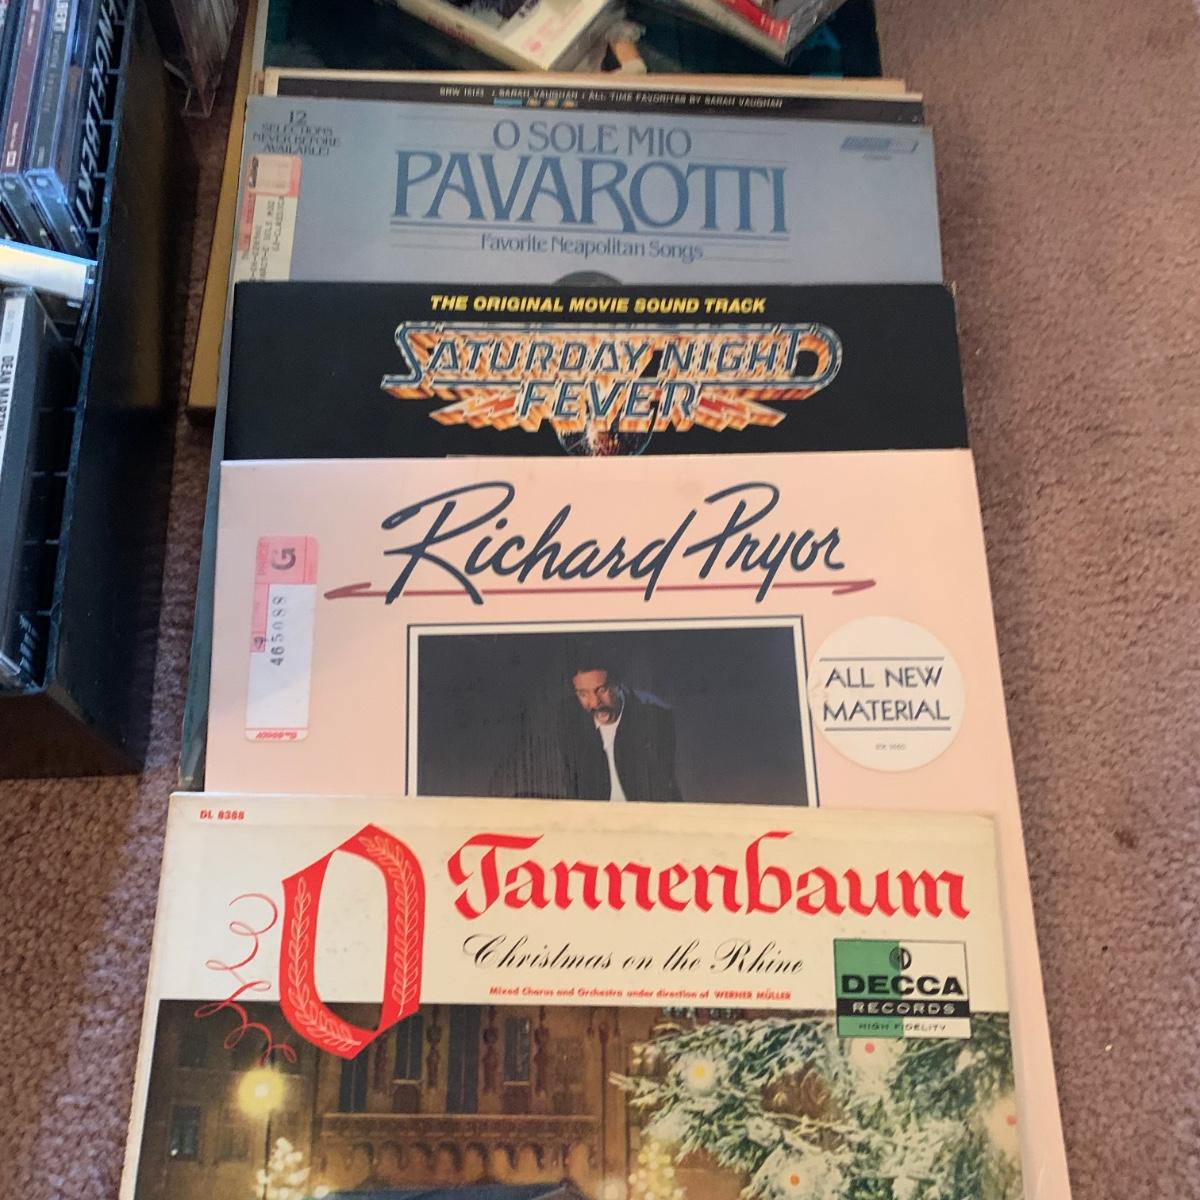 SRW 16123 • SARAH VAUGHAN • ALL TIME FAVORITES BY SARAH VAUGHAN
12
SELECTIONS
NEVER BEFORE
AVAILABLE!
O SOLE MIO
PAVAROTTI
Favorite Neapolitan Songs
THE ORIGINAL MOVIE SOUND TRACK
SATURDAY NIGHT
FEVER
Richard Pryor
G
465088
ALL NEW
MATERIAL
DL 8388
O Tannenbaum
Christmas on the Rhine
Mixed Chorus and Orchestra under direction of WERNER MÜLLER
DECCA
RECORDS
HIGH FIDELITY
DEAN MARTIN